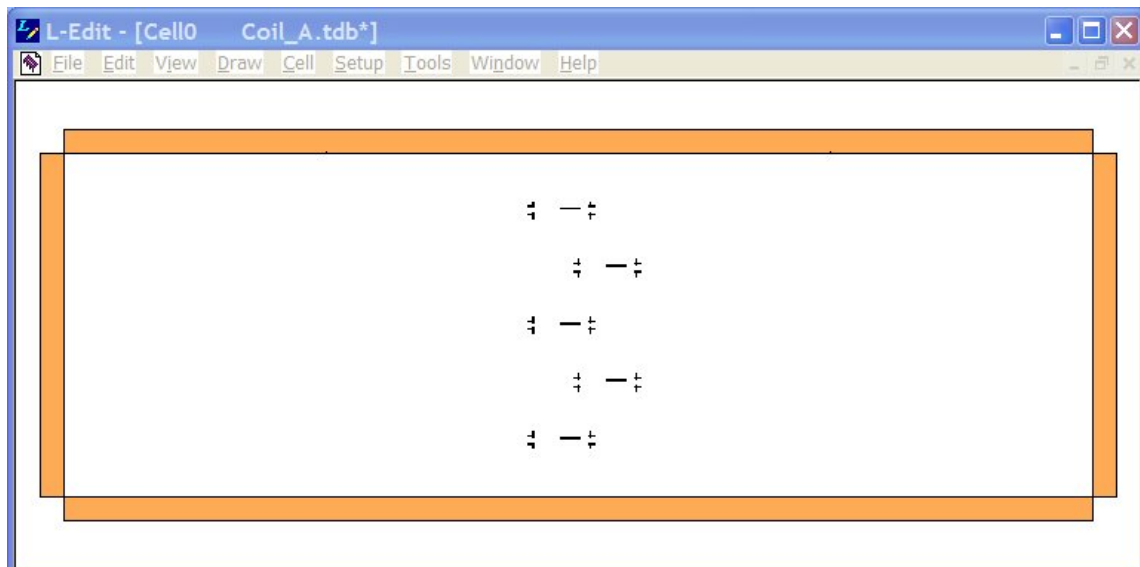 L-Edit - [Cell0 Coil_A.tdb*]
File Edit View Draw Cell Setup Tools Window Help